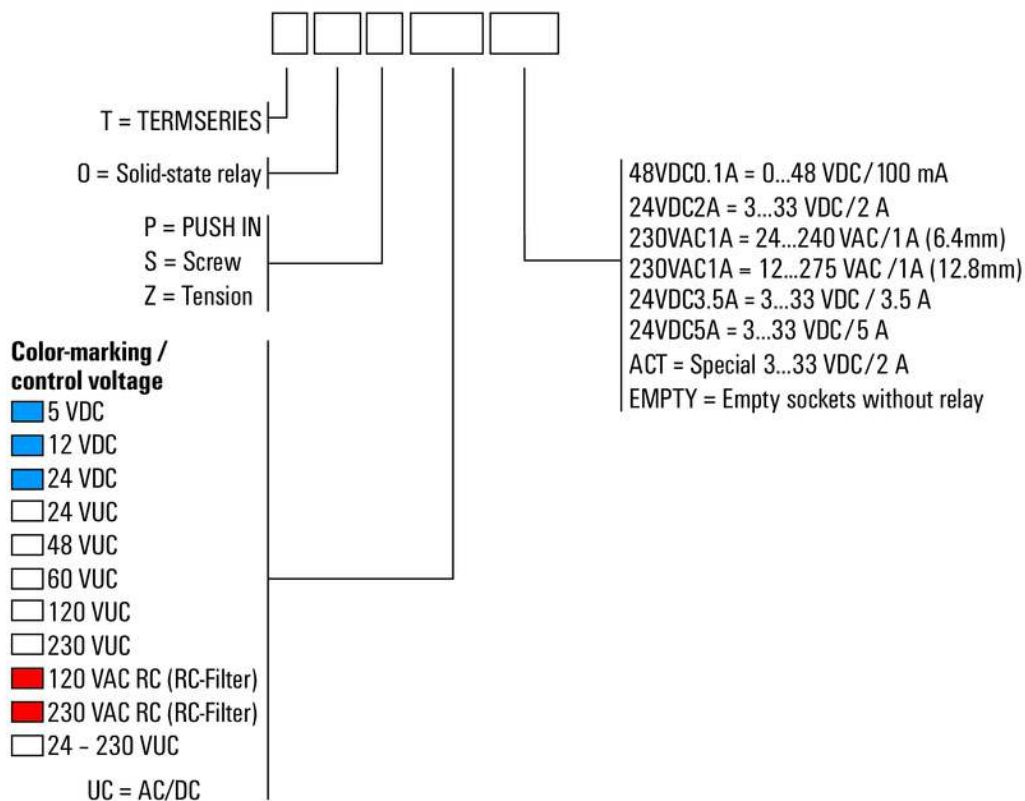 T = TERMSERIES
O = Solid-state relay
P = PUSH IN
S = Screw
Z = Tension
Color-marking /
control voltage
5 VDC
12 VDC
24 VDC
24 VUC
48 VUC
60 VUC
120 VUC
230 VUC
120 VAC RC (RC-Filter)
230 VAC RC (RC-Filter)
24 – 230 VUC
UC = AC/DC
48VDC0.1A = 0...48 VDC/100 mA
24VDC2A = 3...33 VDC/2 A
230VAC1A = 24...240 VAC/1A (6.4mm)
230VAC1A = 12...275 VAC /1A (12.8mm)
24VDC3.5A = 3...33 VDC / 3.5 A
24VDC5A = 3...33 VDC/5 A
ACT = Special 3...33 VDC/2 A
EMPTY = Empty sockets without relay